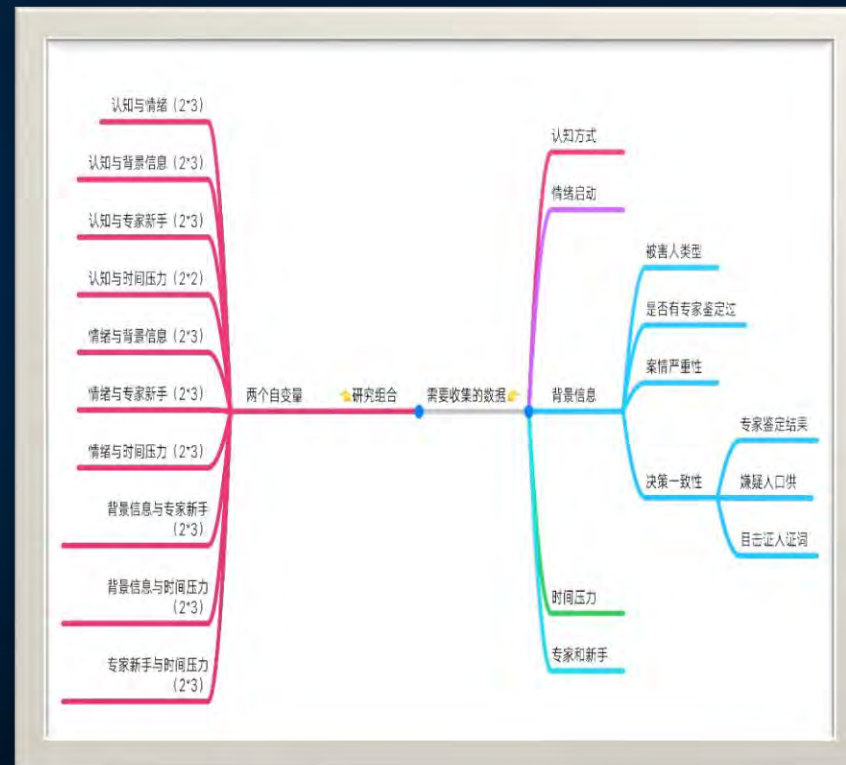 认知与情绪（2*3）
认知与背景信息（2*3）
认知与专家新手（2*3）
认知与时间压力（2*2）
情绪与背景信息（2*3）
情绪与专家新手（2*3）
情绪与时间压力（2*3）
背景信息与专家新手
（2*3）
背景信息与时间压力
（2*3）
专家新手与时间压力
（2*3）
两个自变量
👈研究组合
需要收集的数据👉
认知方式
情绪启动
背景信息
被害人类型
是否有专家鉴定过
案情严重性
决策一致性
专家鉴定结果
嫌疑人口供
目击证人证词
时间压力
专家和新手